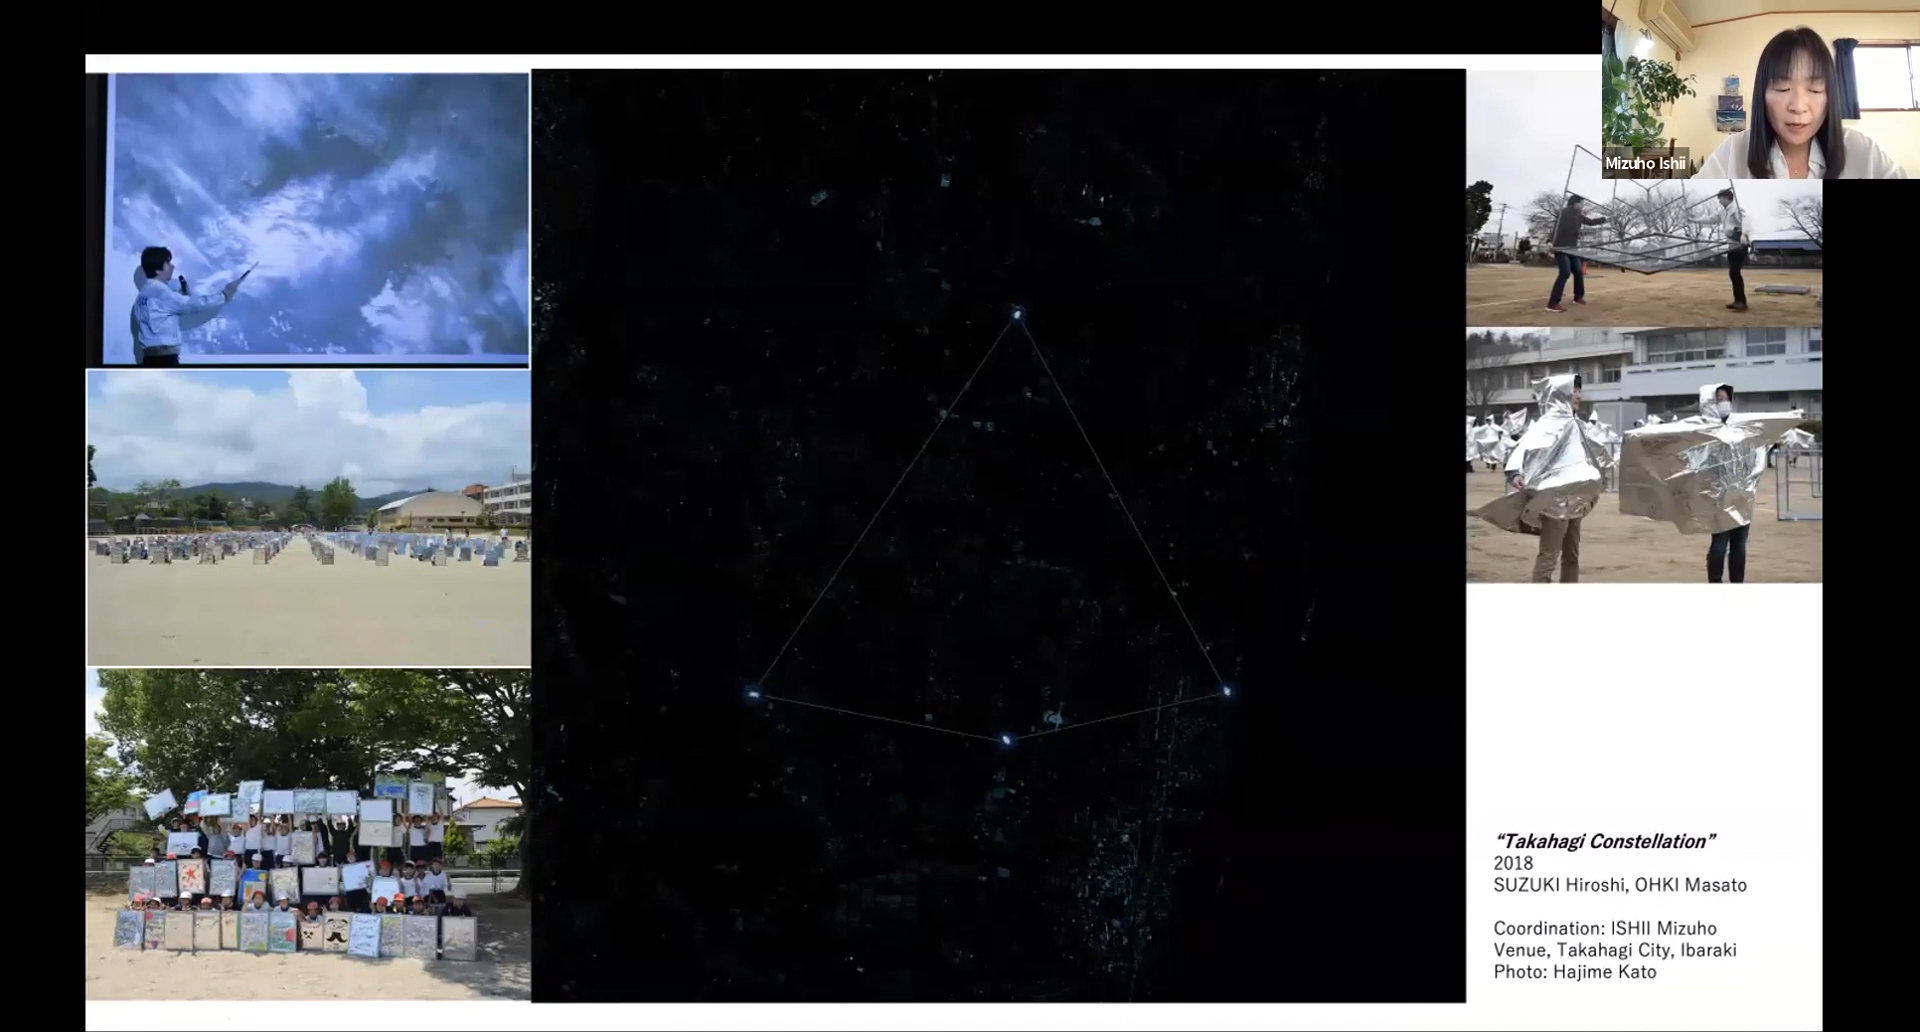 Mizuho Ishii
“Takahagi Constellation”
2018
SUZUKI Hiroshi, OHKI Masato
Coordination: ISHII Mizuho
Venue, Takahagi City, Ibaraki
Photo: Hajime Kato